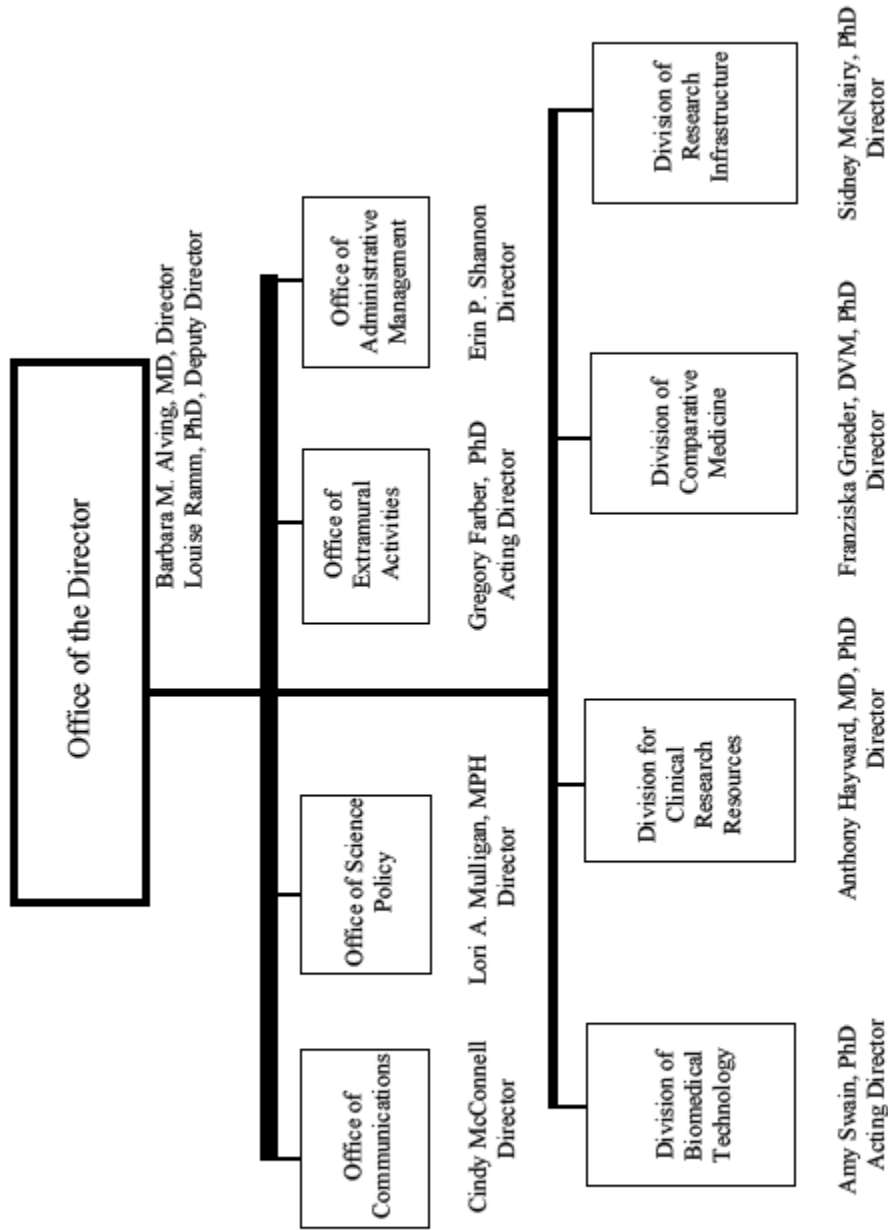 Office of the Director
Barbara M. Alving, MD, Director
Louise Ramm, PhD, Deputy Director
Office of
Communications
Cindy McConnell
Director
Office of Science
Policy
Lori A. Mulligan, MPH
Director
Office of
Extramural
Activities
Gregory Farber, PhD
Acting Director
Office of
Administrative
Management
Erin P. Shannon
Director
Division of
Biomedical
Technology
Amy Swain, PhD
Acting Director
Division for
Clinical
Research
Resources
Anthony Hayward, MD, PhD
Director
Division of
Comparative
Medicine
Franziska Grieder, DVM, PhD
Director
Division of
Research
Infrastructure
Sidney McNairy, PhD
Director